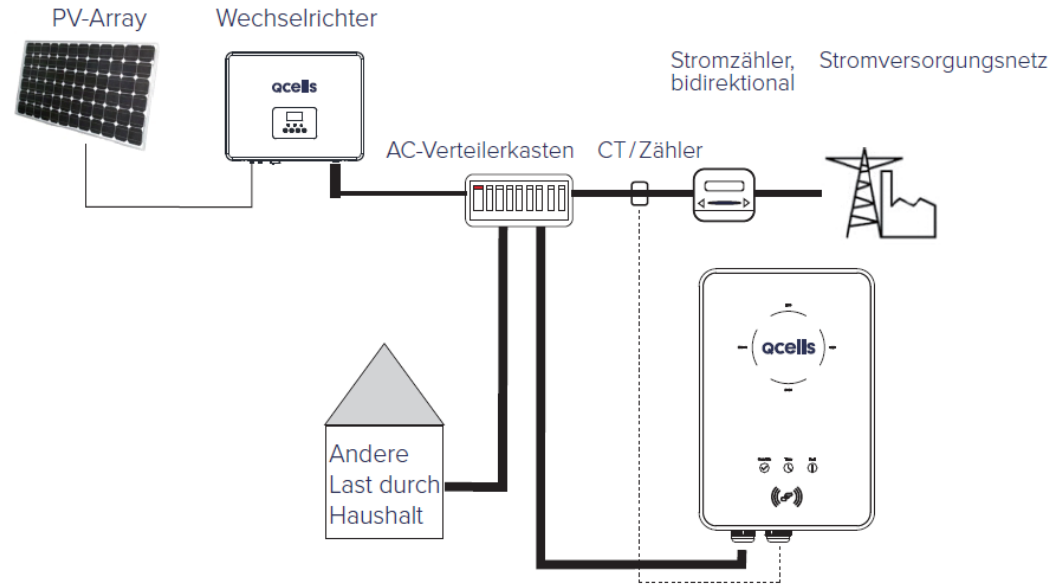 PV-Array
Wechselrichter
Stromzähler,
bidirektional
Stromversorgungsnetz
Qcells
AC-Verteilerkasten
CT/Zähler
Qcells
Andere
Last durch
Haushalt